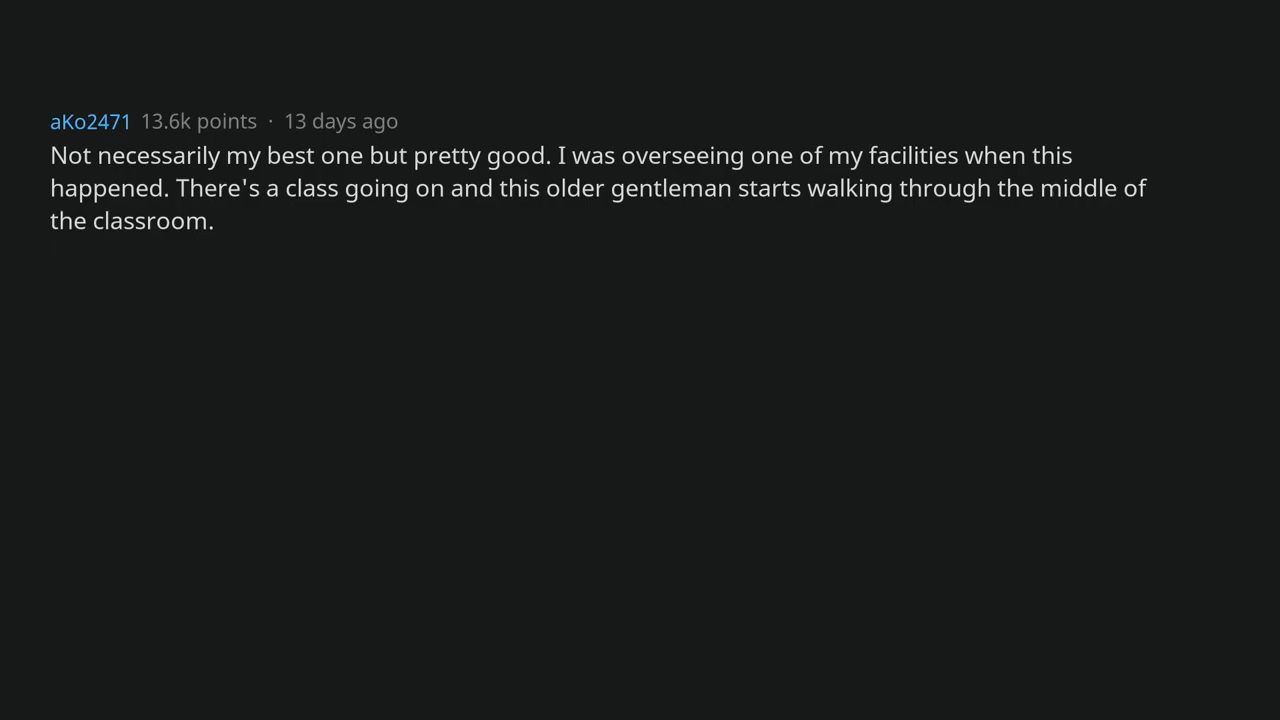 aKo2471 13.6k points · 13 days ago
Not necessarily my best one but pretty good. I was overseeing one of my facilities when this
happened. There's a class going on and this older gentleman starts walking through the middle of
the classroom.